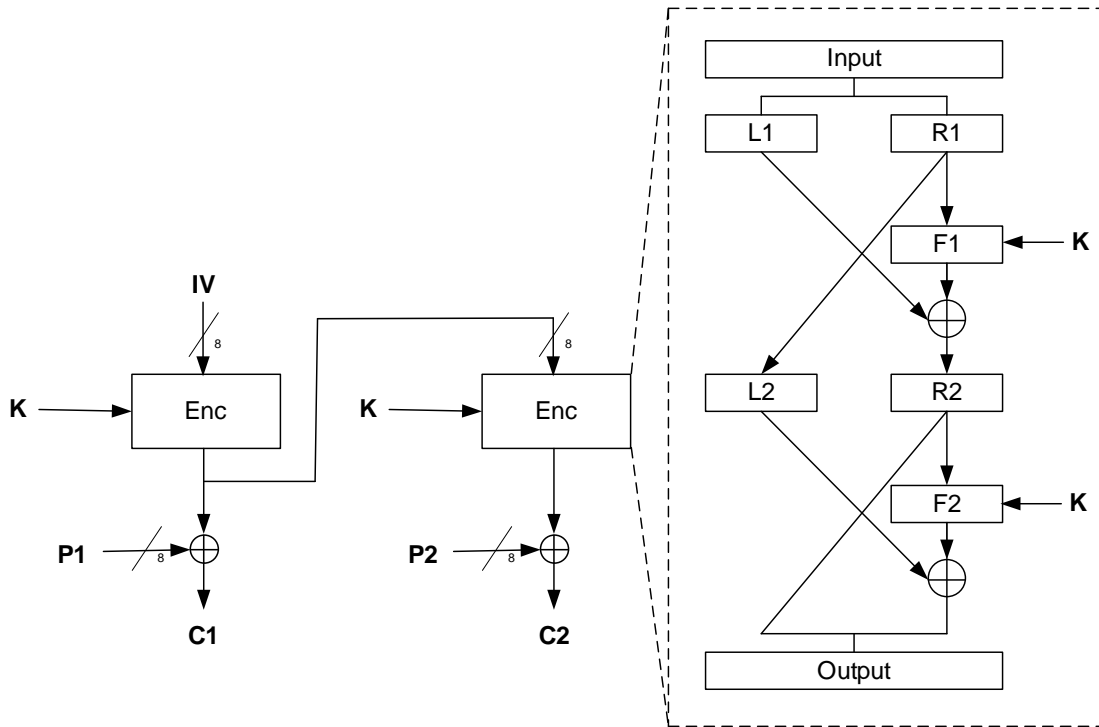 Input
L1
R1
F1
K
IV
8
8
K
Enc
K
Enc
L2
R2
F2
K
P1
8
P2
8
C1
C2
Output